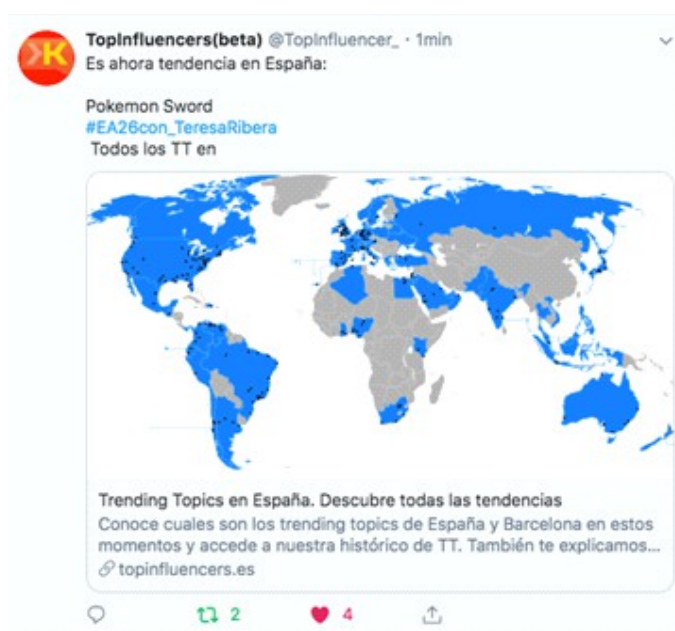 TopInfluencers(beta) @TopInfluencer_ · 1min
Es ahora tendencia en España:
Pokemon Sword
#EA26con_TeresaRibera
Todos los TT en
Trending Topics en España. Descubre todas las tendencias
Conoce cuales son los trending topics de España y Barcelona en estos
momentos y accede a nuestra histórico de TT. También te explicamos...
topinfluencers.es
2 4